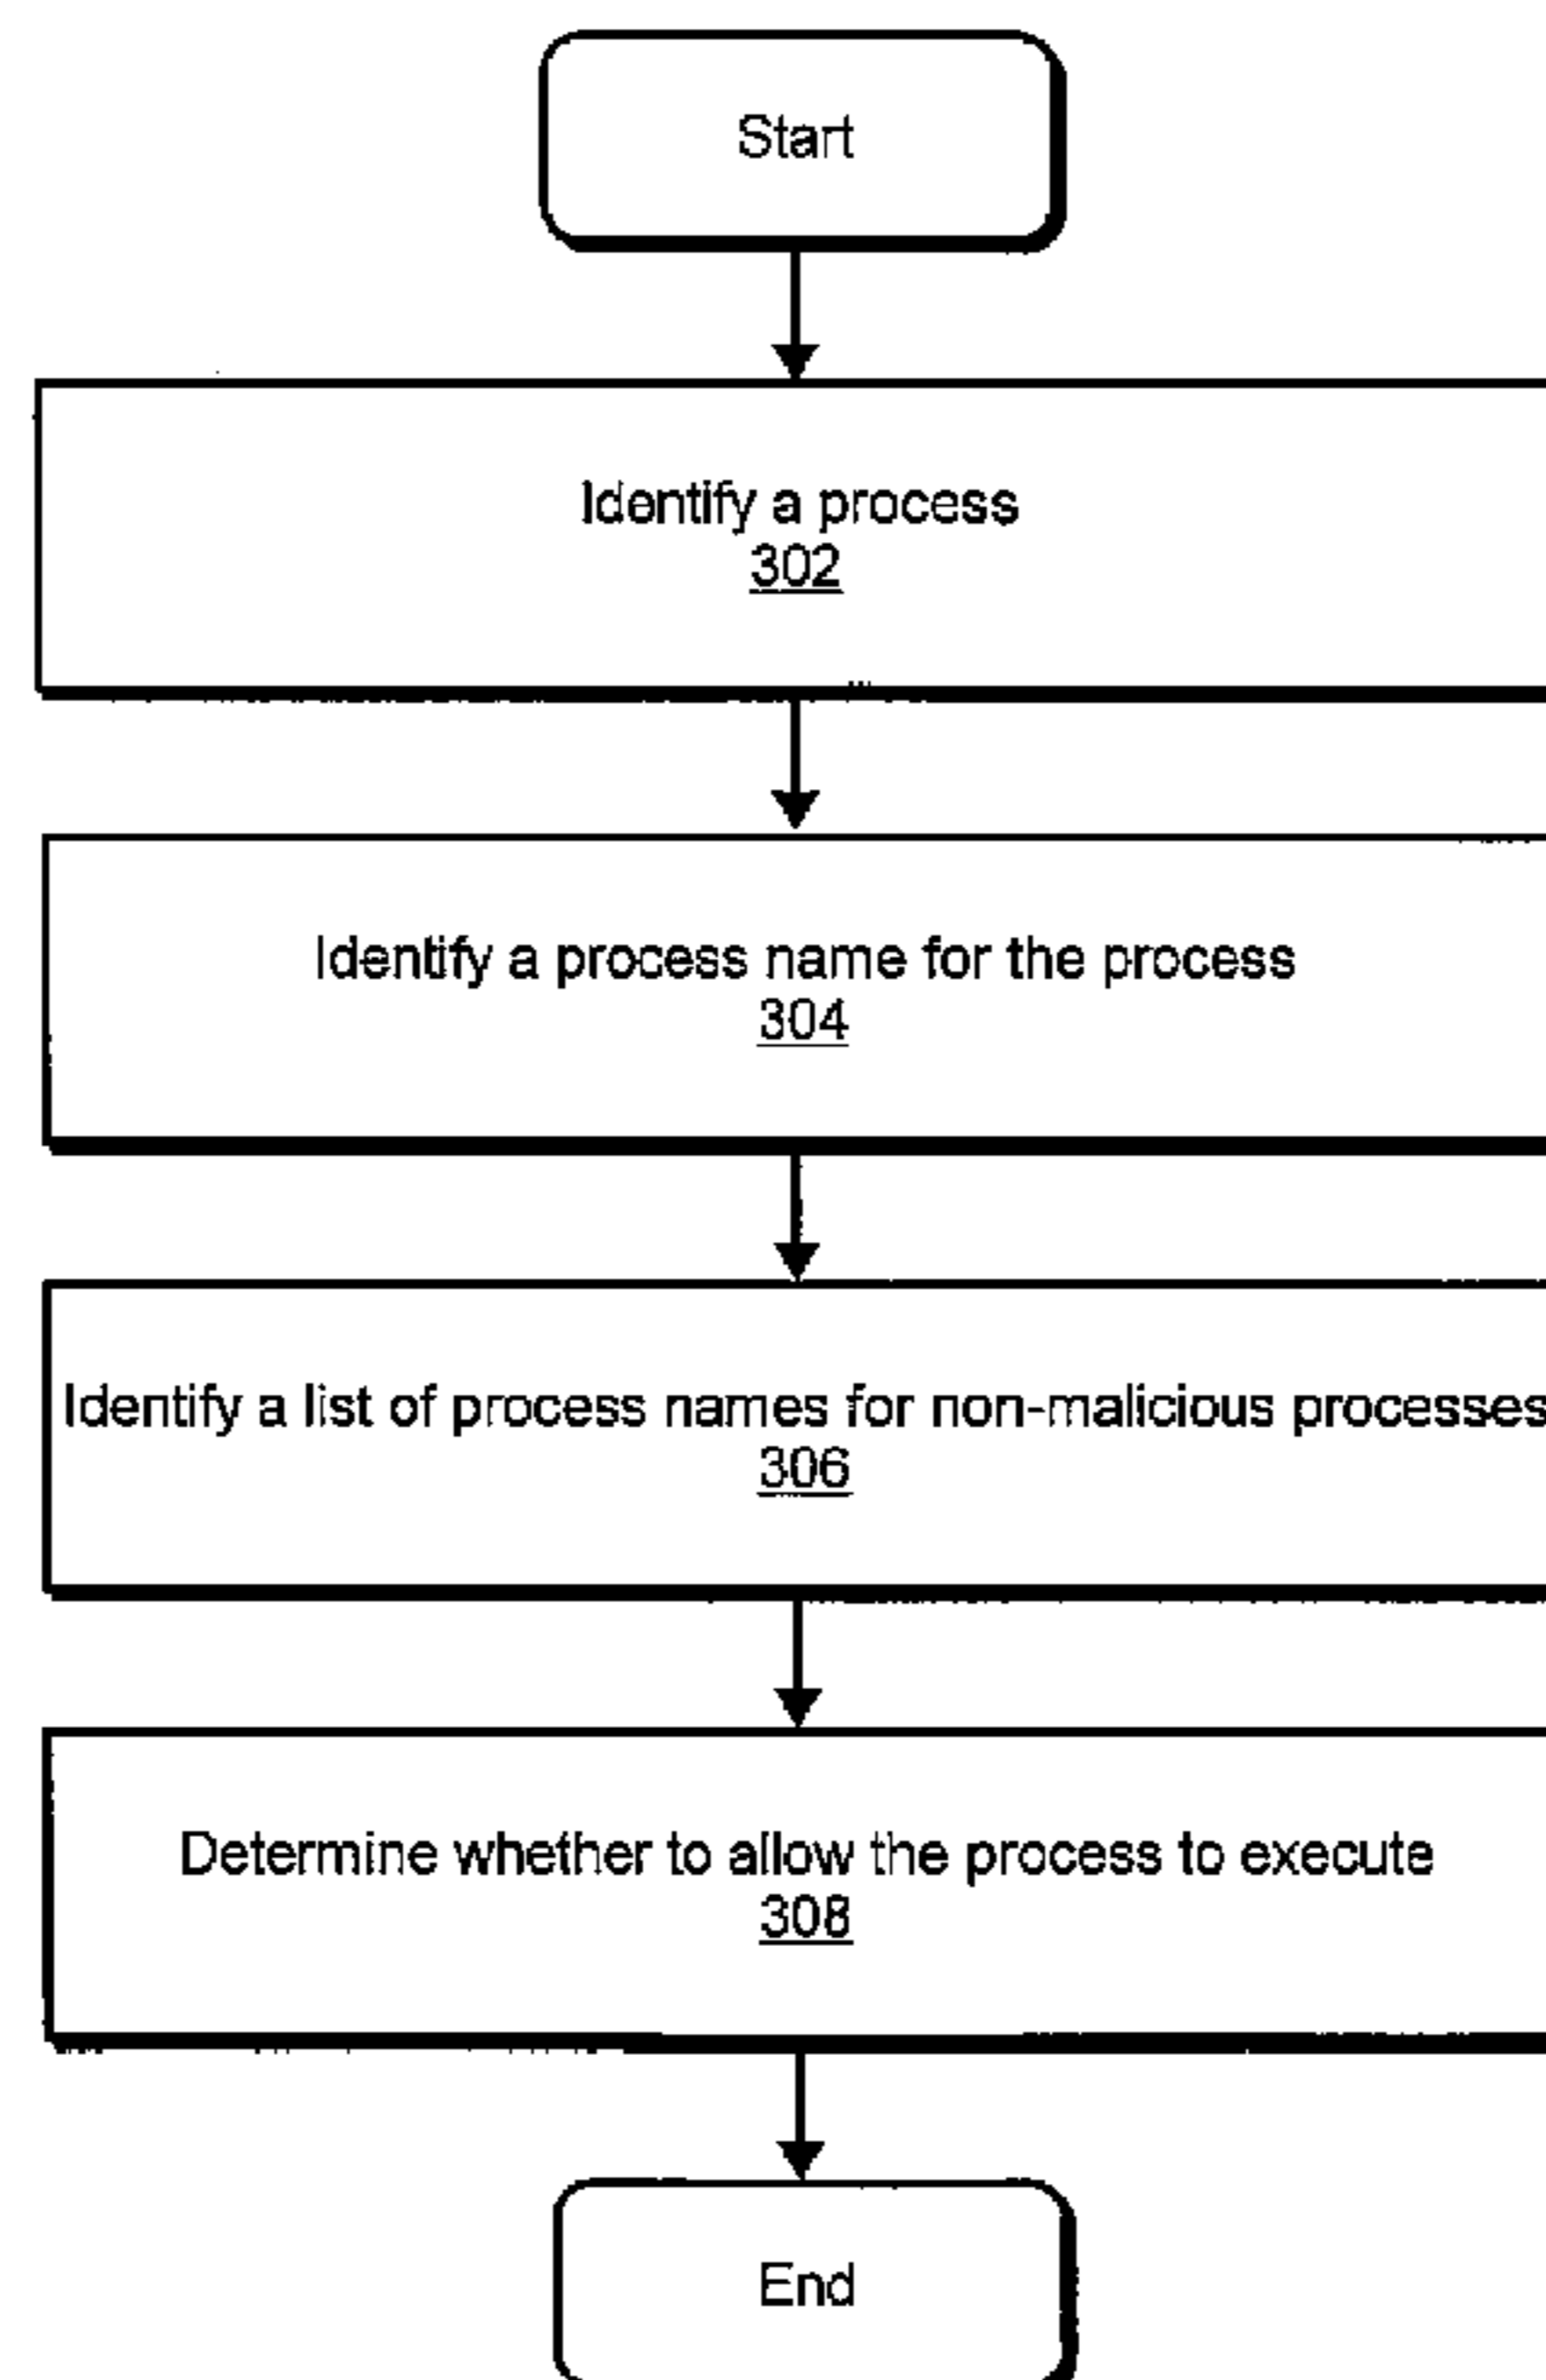 Start
Identify a process
302
Identify a process name for the process
304
Identify a list of process names for non-malicious processes
306
Determine whether to allow the process to execute
308
End